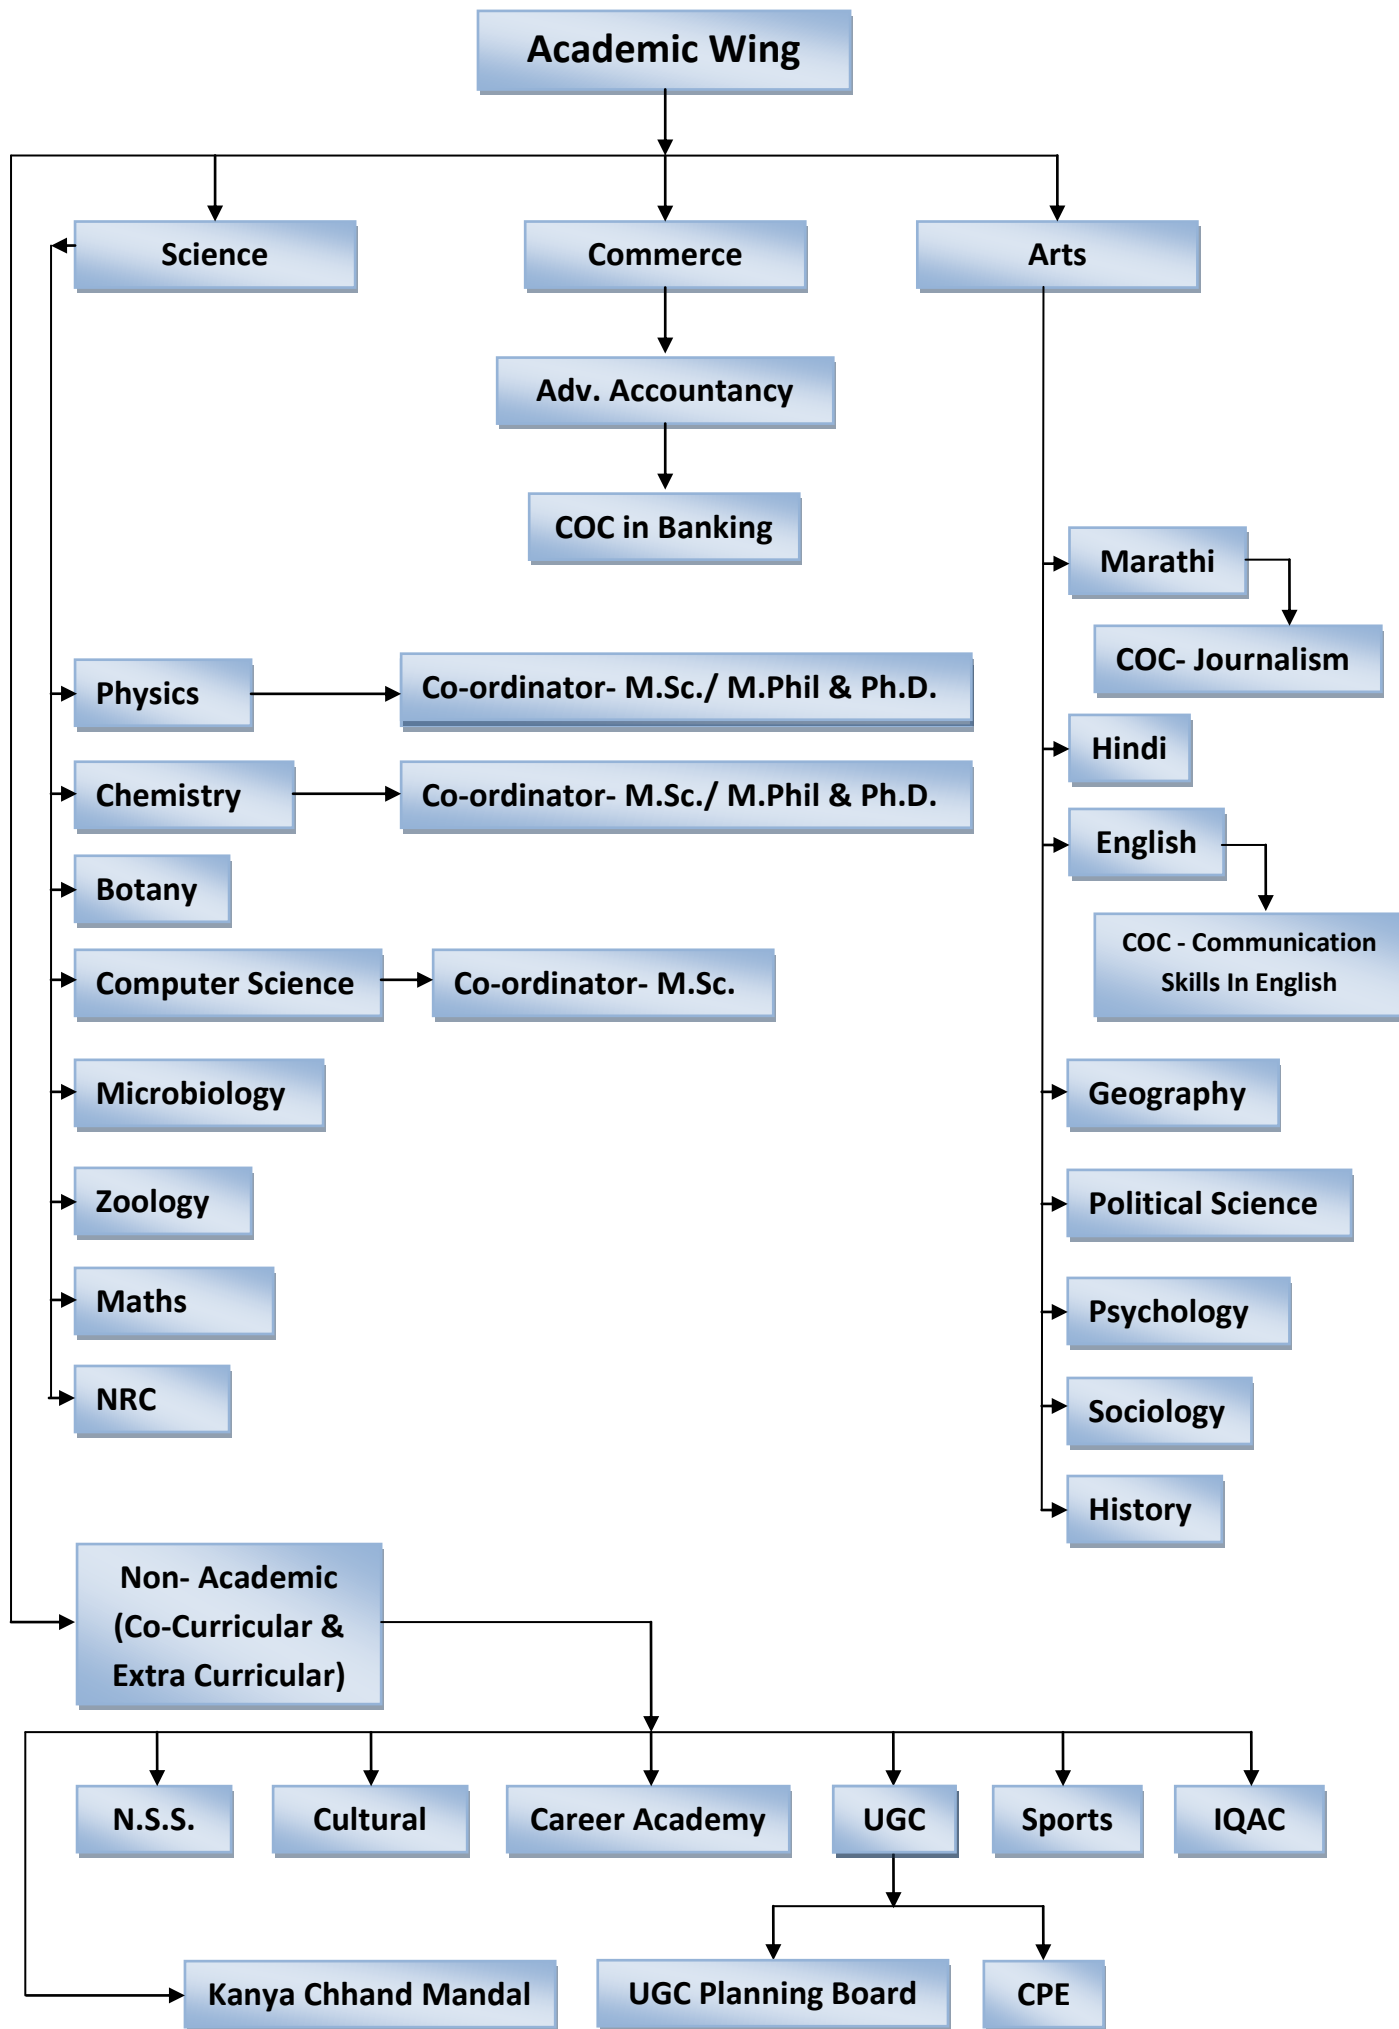 Academic Wing
Science
Commerce
Arts
Adv. Accountancy
COC in Banking
Marathi
COC- Journalism
Physics
Co-ordinator- M.Sc./ M.Phil & Ph.D.
Hindi
Chemistry
Co-ordinator- M.Sc./ M.Phil & Ph.D.
English
Botany
COC - Communication
Skills In English
Computer Science
Co-ordinator- M.Sc.
Microbiology
Geography
Zoology
Political Science
Maths
Psychology
NRC
Sociology
History
Non- Academic
(Co-Curricular &
Extra Curricular)
N.S.S.
Cultural
Career Academy
UGC
Sports
IQAC
Kanya Chhand Mandal
UGC Planning Board
CPE